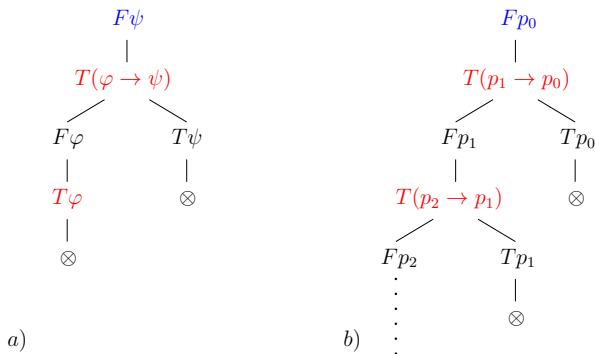 Fψ
T(φ → ψ)
Fφ Tψ
Tφ ⊗
⊗
a)
Fp₀
T(p₁ → p₀)
Fp₁ Tp₀
T(p₂ → p₁) ⊗
Fp₂ Tp₁
⊗
b)